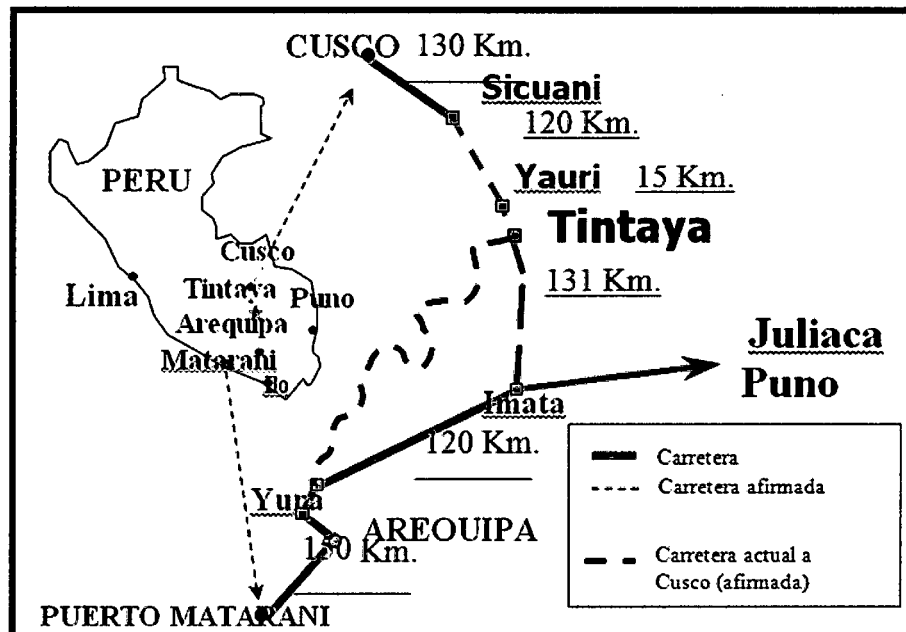 CUSCO 130 Km.
Sicuani
120 Km.
PERU
Yauri 15 Km.
Tintaya
Cusco
131 Km.
Lima
Tintaya
Puno
Arequipa
Matarani
Ilo
Juliaca
Puno
Imata
120 Km.
Carretera
Carretera afirmada
Yura
AREQUIPA
Km.
Carretera actual a
Cusco (afirmada)
PUERTO MATARANI